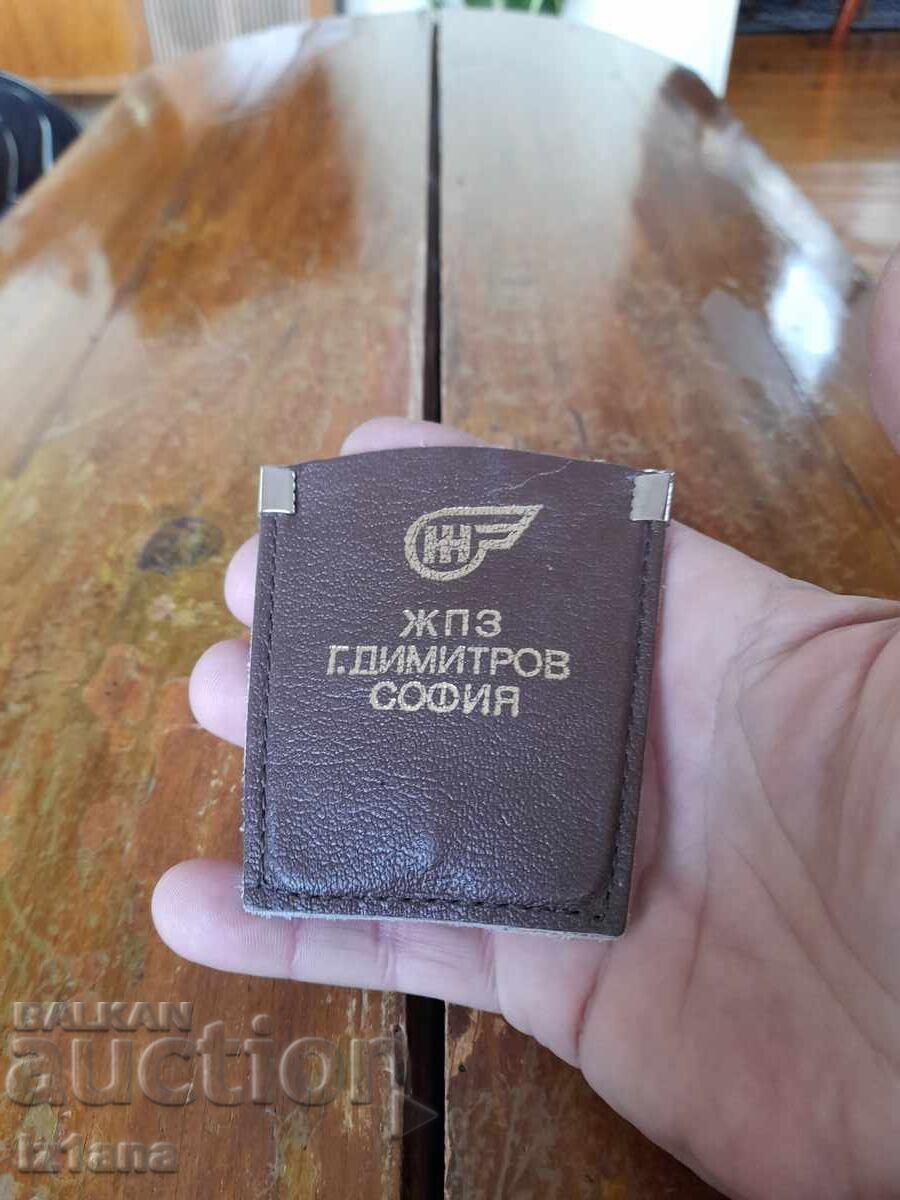 ЖПЗ
Г.ДИМИТРОВ
СОФИЯ
BALKAN
auction
iz1ana